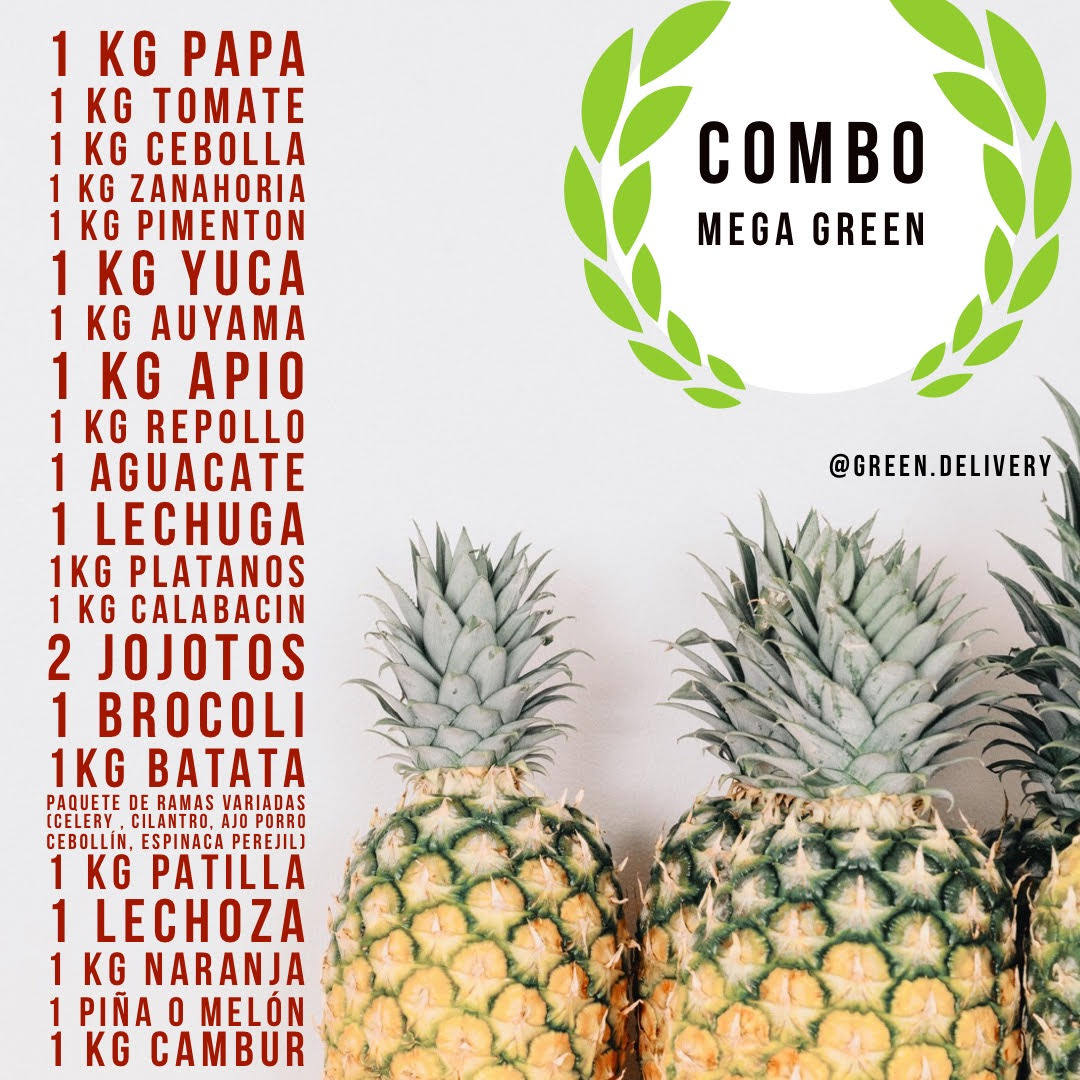 1 KG PAPA
1 KG TOMATE
1 KG CEBOLLA
1 KG ZANAHORIA
1 KG PIMENTON
1 KG YUCA
1 KG AUYAMA
1 KG APIO
1 KG REPOLLO
1 AGUACATE
1 LECHUGA
1KG PLATANOS
1 KG CALABACIN
2 JOJOTOS
1 BROCOLI
1KG BATATA
PAQUETE DE RAMAS VARIADAS
(CELERY , CILANTRO, AJO PORRO
CEBOLLÍN, ESPINACA PEREJIL)
1 KG PATILLA
1 LECHOZA
1 KG NARANJA
1 PIÑA O MELÓN
1 KG CAMBUR
COMBO
MEGA GREEN
@GREEN.DELIVERY